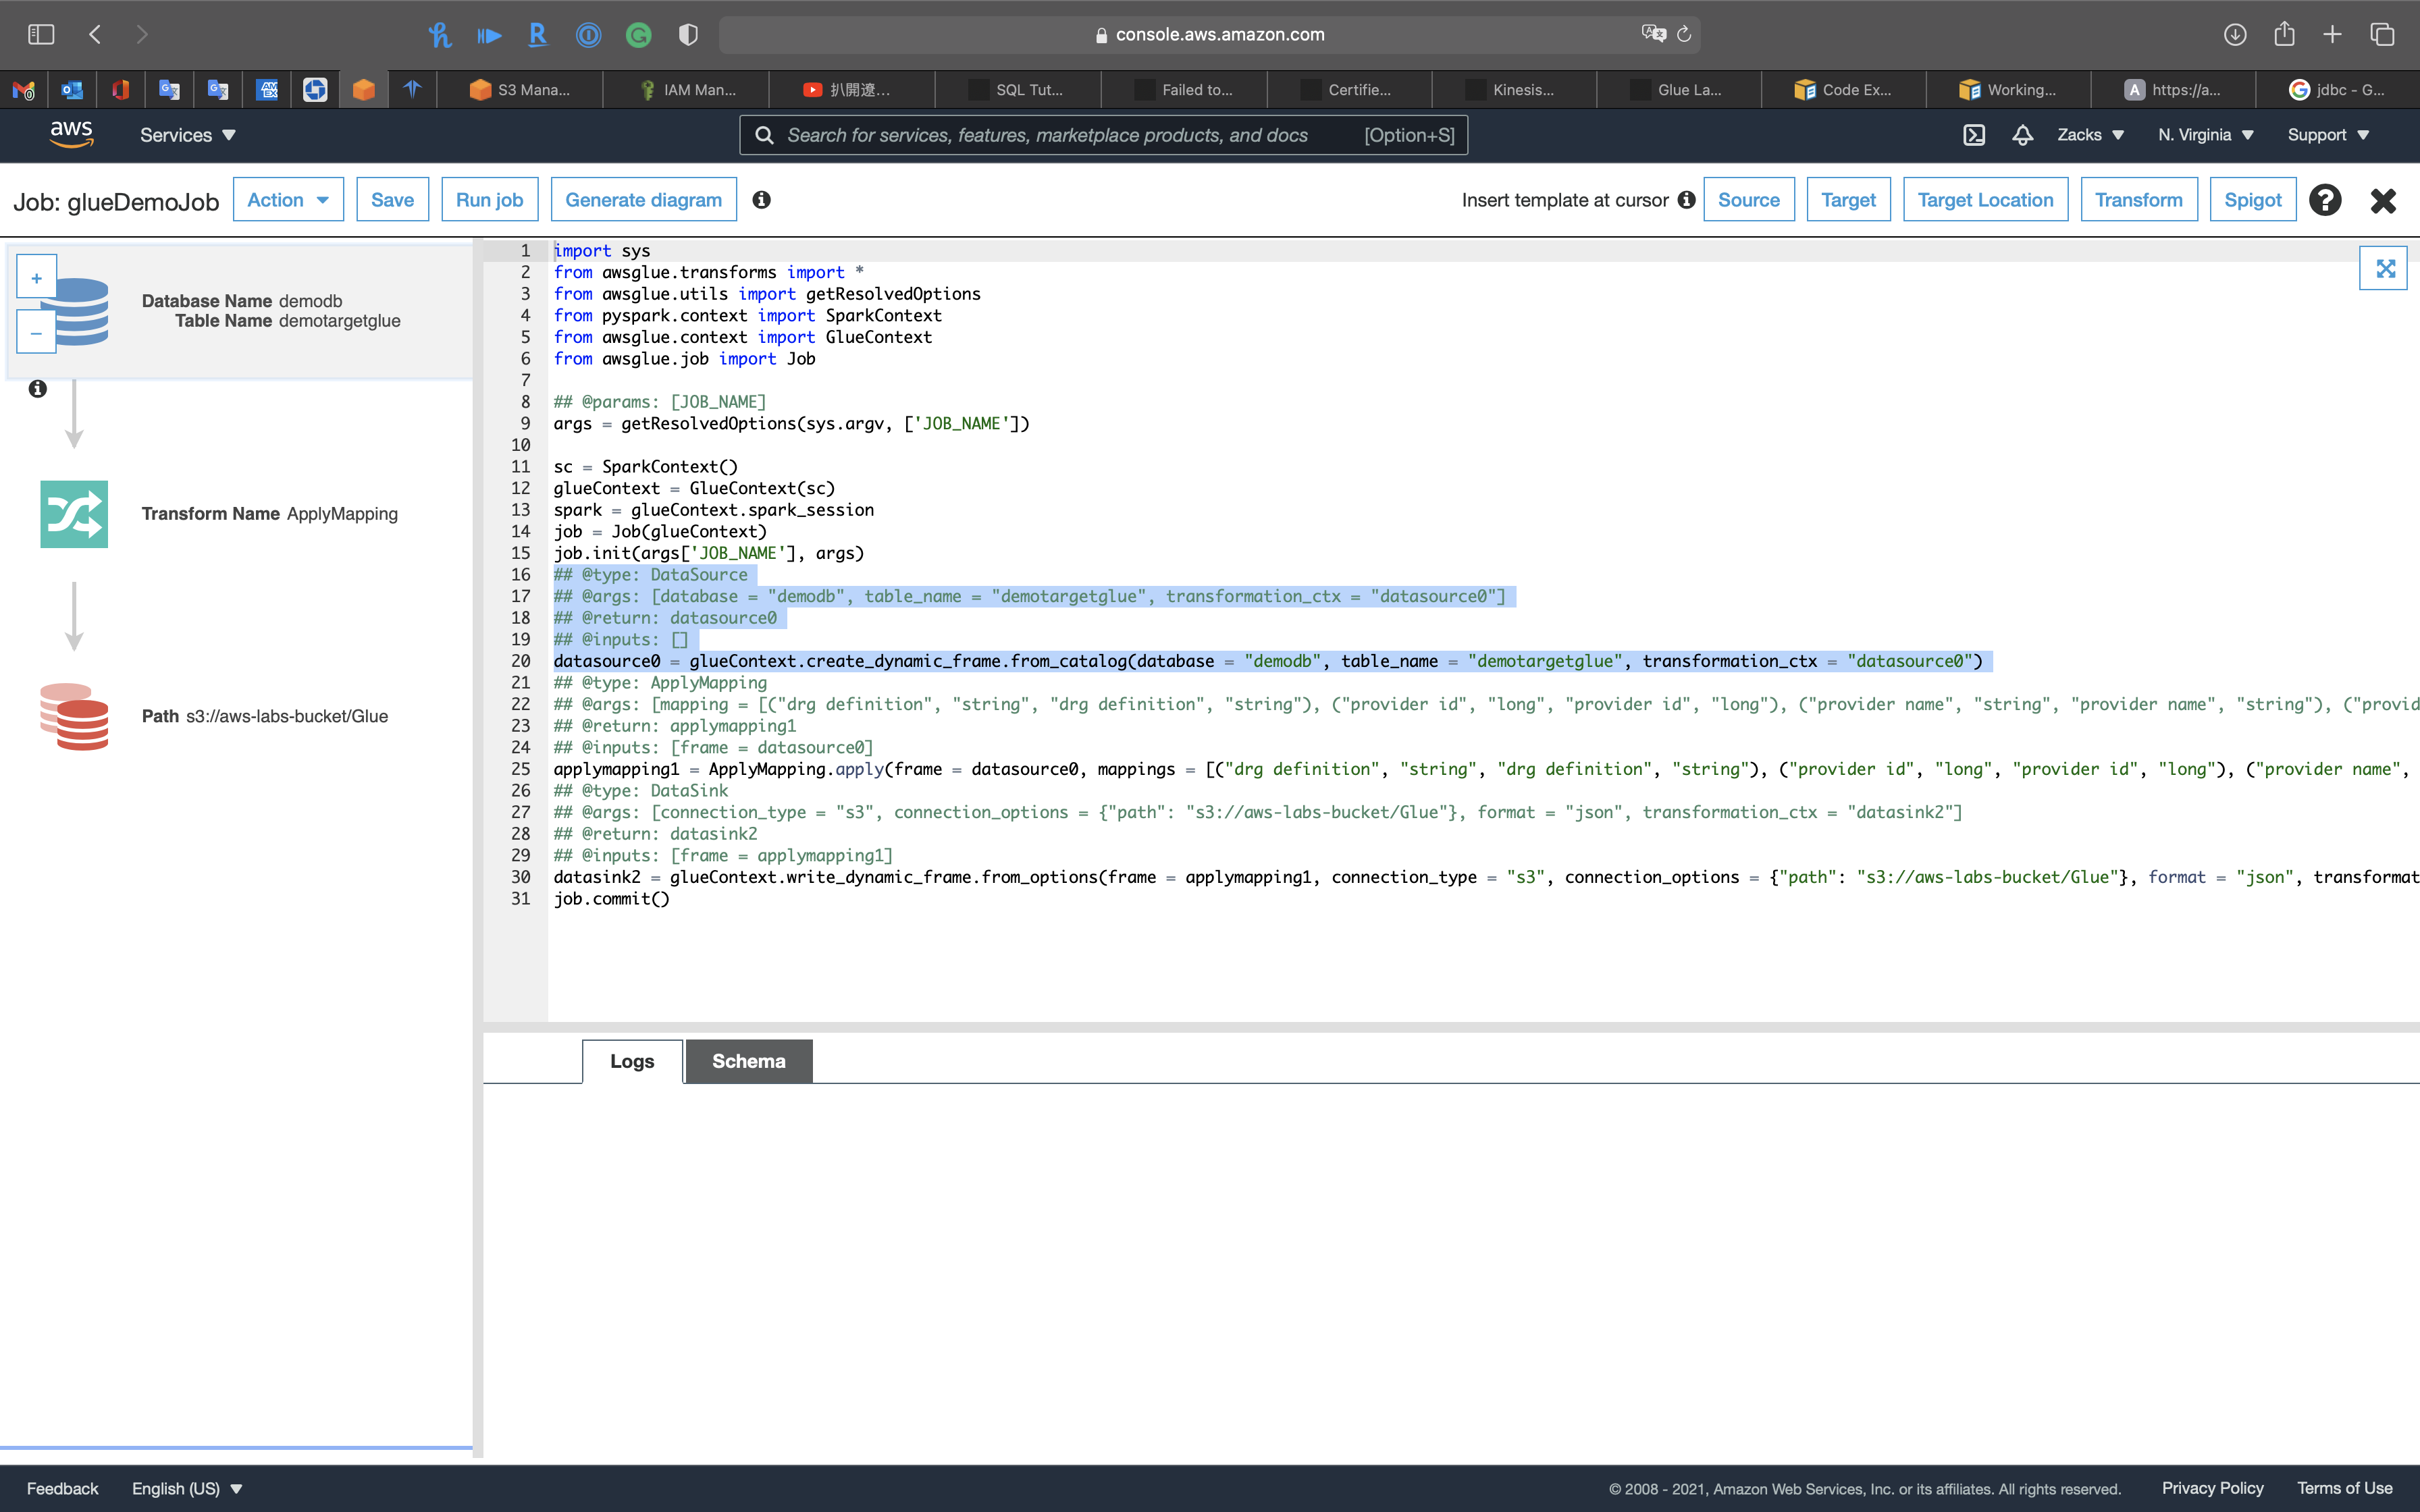 console.aws.amazon.com
S3 Mana...
IAM Man...
扒開遼...
SQL Tut...
Failed to...
Certifie...
Kinesis...
Glue La...
Code Ex...
Working...
https://a...
jdbc - G...
aws
Services
Search for services, features, marketplace products, and docs [Option+S]
Zacks
N. Virginia
Support
Job: glueDemoJob
Action
Save
Run job
Generate diagram
Insert template at cursor
Source
Target
Target Location
Transform
Spigot
Database Name demodb
Table Name demotargetglue
Transform Name ApplyMapping
Path s3://aws-labs-bucket/Glue
1 import sys
2 from awsglue.transforms import *
3 from awsglue.utils import getResolvedOptions
4 from pyspark.context import SparkContext
5 from awsglue.context import GlueContext
6 from awsglue.job import Job
7
8 ## @params: [JOB_NAME]
9 args = getResolvedOptions(sys.argv, ['JOB_NAME'])
10
11 sc = SparkContext()
12 glueContext = GlueContext(sc)
13 spark = glueContext.spark_session
14 job = Job(glueContext)
15 job.init(args['JOB_NAME'], args)
16 ## @type: DataSource
17 ## @args: [database = "demodb", table_name = "demotargetglue", transformation_ctx = "datasource0"]
18 ## @return: datasource0
19 ## @inputs: []
20 datasource0 = glueContext.create_dynamic_frame.from_catalog(database = "demodb", table_name = "demotargetglue", transformation_ctx = "datasource0")
21 ## @type: ApplyMapping
22 ## @args: [mapping = [("drg definition", "string", "drg definition", "string"), ("provider id", "long", "provider id", "long"), ("provider name", "string", "provider name", "string"), ("provid
23 ## @return: applymapping1
24 ## @inputs: [frame = datasource0]
25 applymapping1 = ApplyMapping.apply(frame = datasource0, mappings = [("drg definition", "string", "drg definition", "string"), ("provider id", "long", "provider id", "long"), ("provider name",
26 ## @type: DataSink
27 ## @args: [connection_type = "s3", connection_options = {"path": "s3://aws-labs-bucket/Glue"}, format = "json", transformation_ctx = "datasink2"]
28 ## @return: datasink2
29 ## @inputs: [frame = applymapping1]
30 datasink2 = glueContext.write_dynamic_frame.from_options(frame = applymapping1, connection_type = "s3", connection_options = {"path": "s3://aws-labs-bucket/Glue"}, format = "json", transformat
31 job.commit()
Logs
Schema
Feedback
English (US)
© 2008 - 2021, Amazon Web Services, Inc. or its affiliates. All rights reserved.
Privacy Policy
Terms of Use